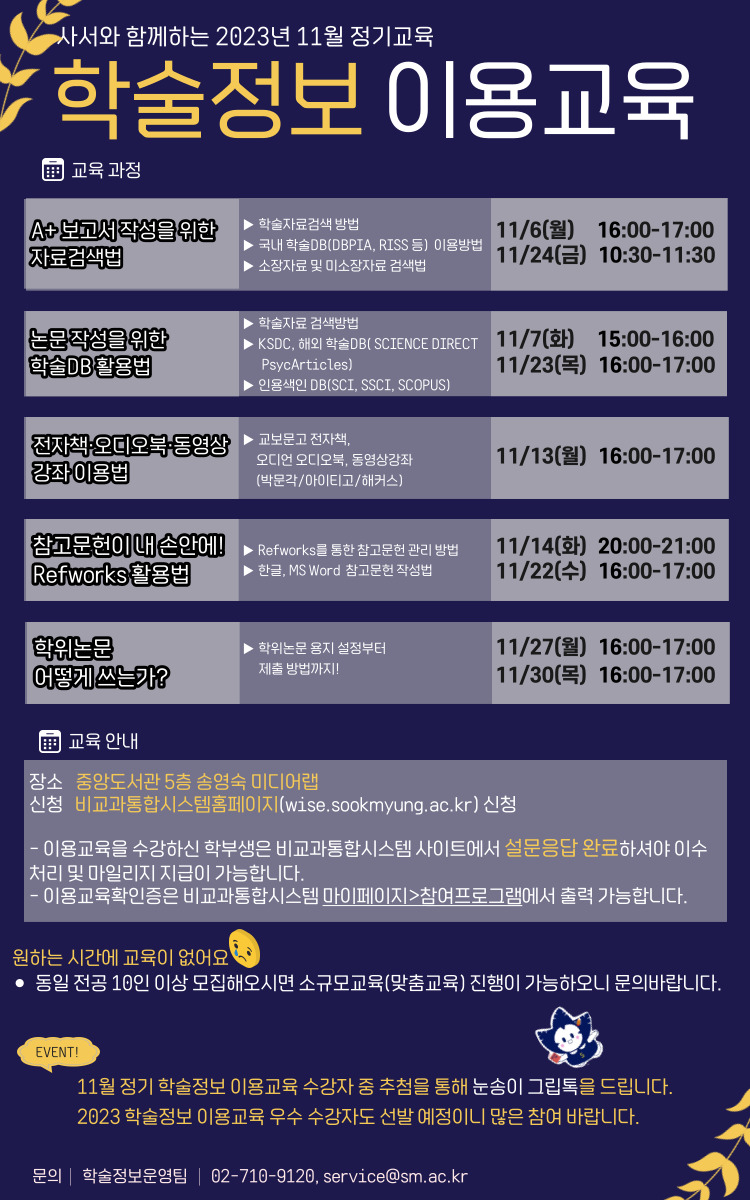 사서와 함께하는 2023년 11월 정기교육
학술정보 이용교육
교육 과정
A+ 보고서 작성을 위한
자료검색법
▶ 학술자료검색 방법
▶ 국내 학술DB(DBPIA, RISS 등) 이용방법
▶ 소장자료 및 미소장자료 검색법
11/6(월) 16:00-17:00
11/24(금) 10:30-11:30
논문 작성을 위한
학술DB 활용법
▶ 학술자료 검색방법
▶ KSDC, 해외 학술DB( SCIENCE DIRECT
PsycArticles)
▶ 인용색인 DB(SCI, SSCI, SCOPUS)
11/7(화) 15:00-16:00
11/23(목) 16:00-17:00
전자책·오디오북·동영상
강좌 이용법
▶ 교보문고 전자책,
오디언 오디오북, 동영상강좌
(박문각/아이티고/해커스)
11/13(월) 16:00-17:00
참고문헌이 내 손안에!
Refworks 활용법
▶ Refworks를 통한 참고문헌 관리 방법
▶ 한글, MS Word 참고문헌 작성법
11/14(화) 20:00-21:00
11/22(수) 16:00-17:00
학위논문
어떻게 쓰는가?
▶ 학위논문 용지 설정부터
제출 방법까지!
11/27(월) 16:00-17:00
11/30(목) 16:00-17:00
교육 안내
장소 중앙도서관 5층 송영숙 미디어랩
신청 비교과통합시스템홈페이지(wise.sookmyung.ac.kr) 신청
- 이용교육을 수강하신 학부생은 비교과통합시스템 사이트에서 설문응답 완료하셔야 이수
처리 및 마일리지 지급이 가능합니다.
- 이용교육확인증은 비교과통합시스템 마이페이지>참여프로그램에서 출력 가능합니다.
원하는 시간에 교육이 없어요
• 동일 전공 10인 이상 모집해오시면 소규모교육(맞춤교육) 진행이 가능하오니 문의바랍니다.
EVENT!
11월 정기 학술정보 이용교육 수강자 중 추첨을 통해 눈송이 그립톡을 드립니다.
2023 학술정보 이용교육 우수 수강자도 선발 예정이니 많은 참여 바랍니다.
문의 | 학술정보운영팀 | 02-710-9120, service@sm.ac.kr